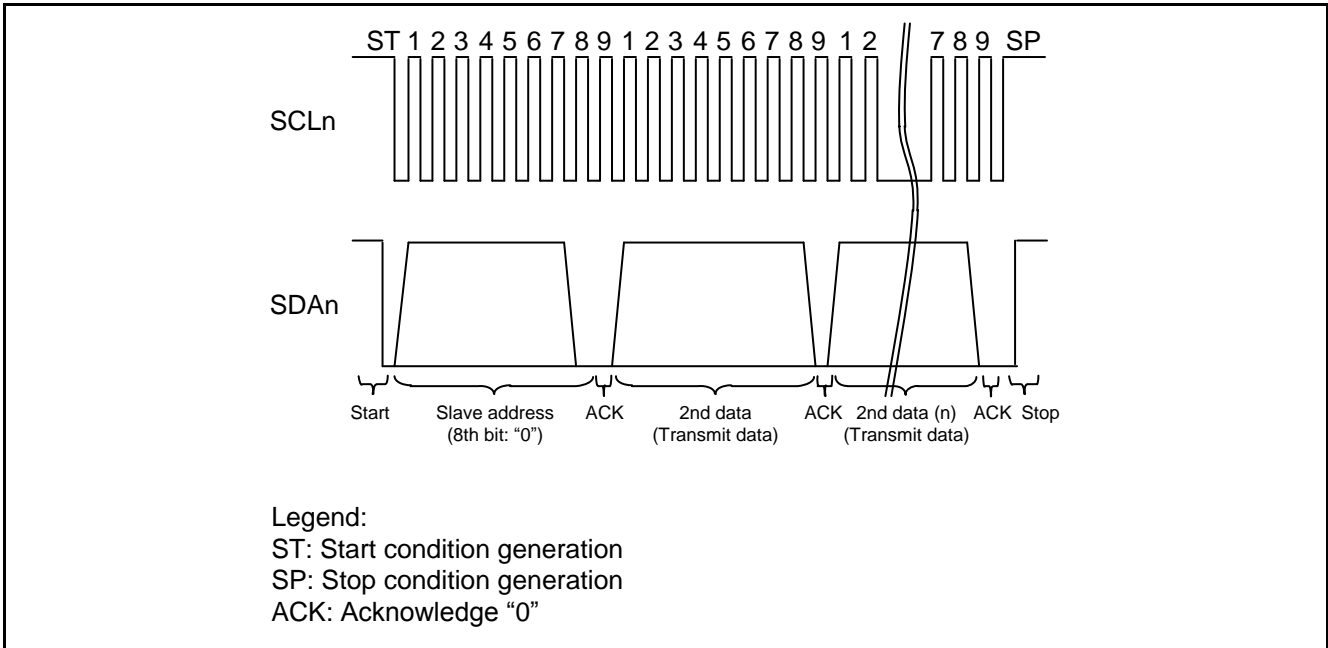 ST 1 2 3 4 5 6 7 8 9 1 2 3 4 5 6 7 8 9 1 2 7 8 9 SP
SCLn
SDAn
Start Slave address ACK 2nd data ACK 2nd data (n) ACK Stop
(8th bit: “0”) (Transmit data) (Transmit data)
Legend:
ST: Start condition generation
SP: Stop condition generation
ACK: Acknowledge “0”